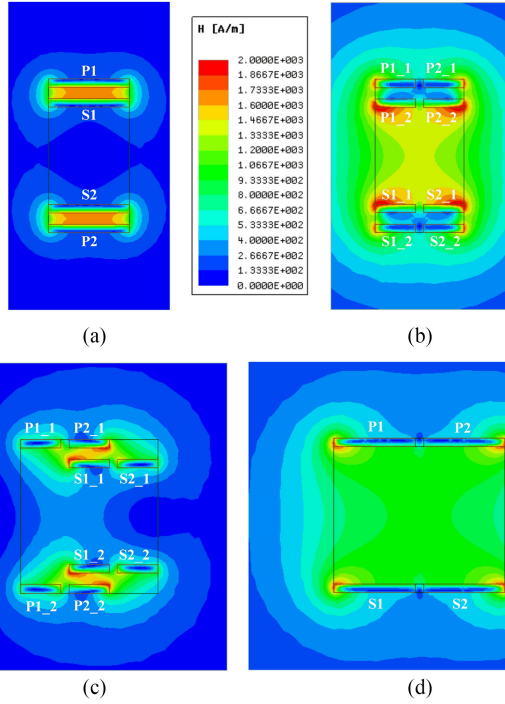 P1
S1
S2
P2
(a)
H [A/m]
2.0000E+003
1.8667E+003
1.7333E+003
1.6000E+003
1.4667E+003
1.3333E+003
1.2000E+003
1.0667E+003
9.3333E+002
8.0000E+002
6.6667E+002
5.3333E+002
4.0000E+002
2.6667E+002
1.3333E+002
0.0000E+000
P1_1 P2_1
P1_2 P2_2
S1_1 S2_1
S1_2 S2_2
(b)
P1_1 P2_1
S1_1 S2_1
S1_2 S2_2
P1_2 P2_2
(c)
P1 P2
S1 S2
(d)